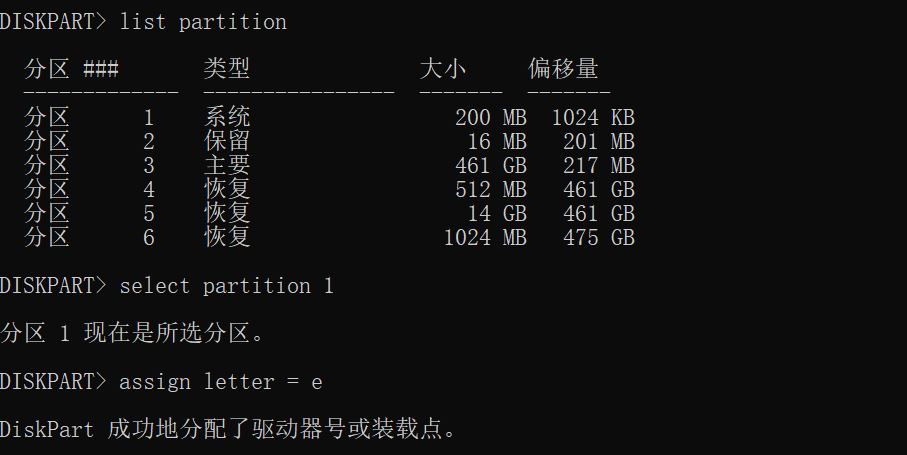 DISKPART> list partition
分区 ### 类型 大小 偏移量
------------- ---------------- ------- -------
分区 1 系统 200 MB 1024 KB
分区 2 保留 16 MB 201 MB
分区 3 主要 461 GB 217 MB
分区 4 恢复 512 MB 461 GB
分区 5 恢复 14 GB 461 GB
分区 6 恢复 1024 MB 475 GB
DISKPART> select partition 1
分区 1 现在是所选分区。
DISKPART> assign letter = e
DiskPart 成功地分配了驱动器号或装载点。